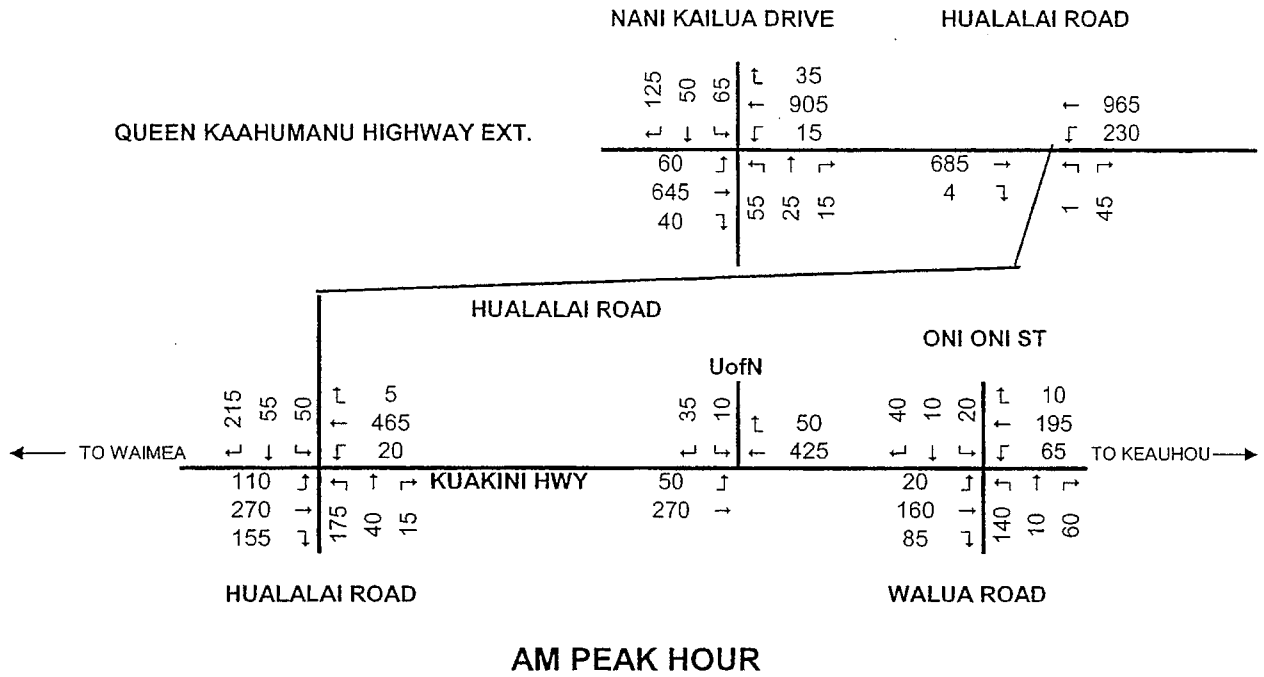 NANI KAILUA DRIVE
HUALALAI ROAD
125 50 65
35
905
15
965
230
QUEEN KAAHUMANU HIGHWAY EXT.
60
645
40
55 25 15
685
4
1 45
HUALALAI ROAD
ONI ONI ST
UofN
215 55 50
5
465
20
35 10
50
425
40 10 20
10
195
65
TO WAIMEA
TO KEAUHOU
110
270
155
175 40 15
KUAKINI HWY
50
270
20
160
85
140 10 60
HUALALAI ROAD
WALUA ROAD
AM PEAK HOUR